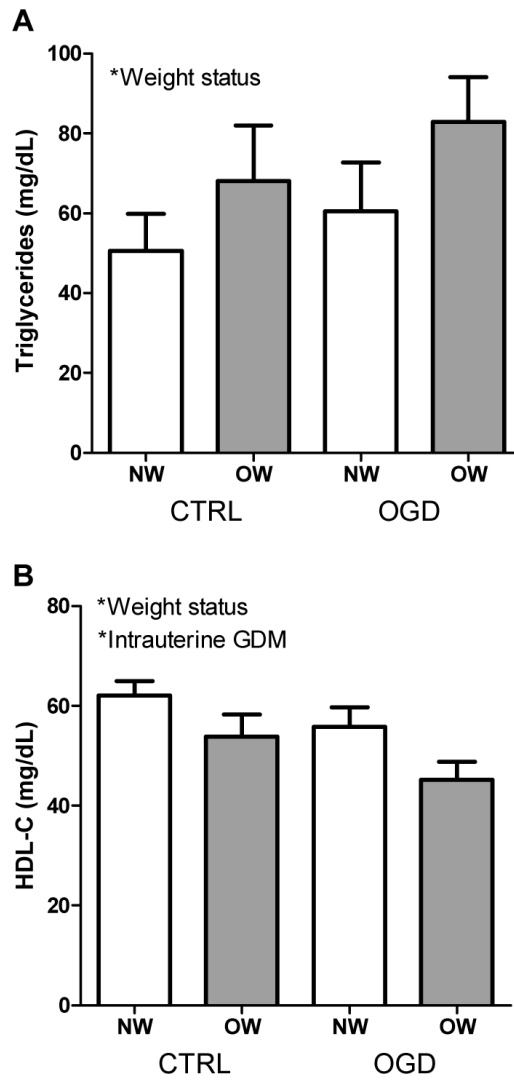 A
100
*Weight status
80
60
40
20
0
Triglycerides (mg/dL)
NW OW NW OW
CTRL OGD
B
80
*Weight status
*Intrauterine GDM
60
40
20
0
HDL-C (mg/dL)
NW OW NW OW
CTRL OGD